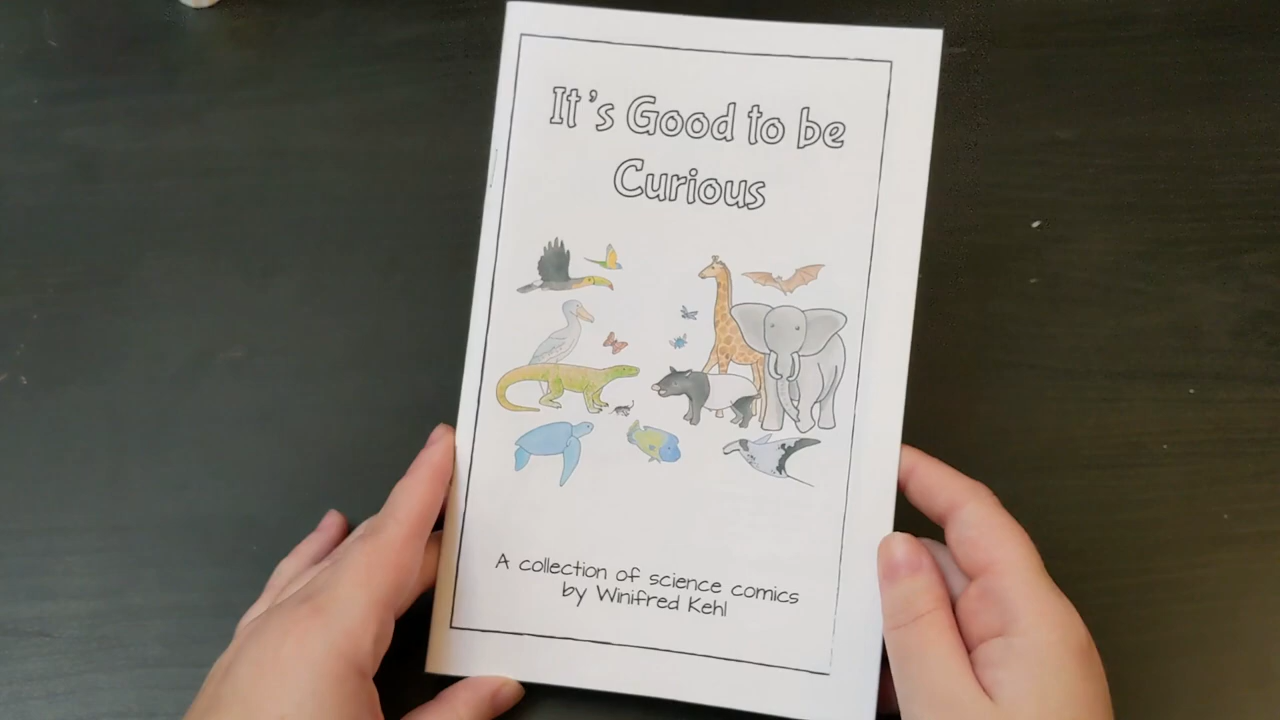 It's Good to be
Curious
A collection of science comics
by Winifred Kehl